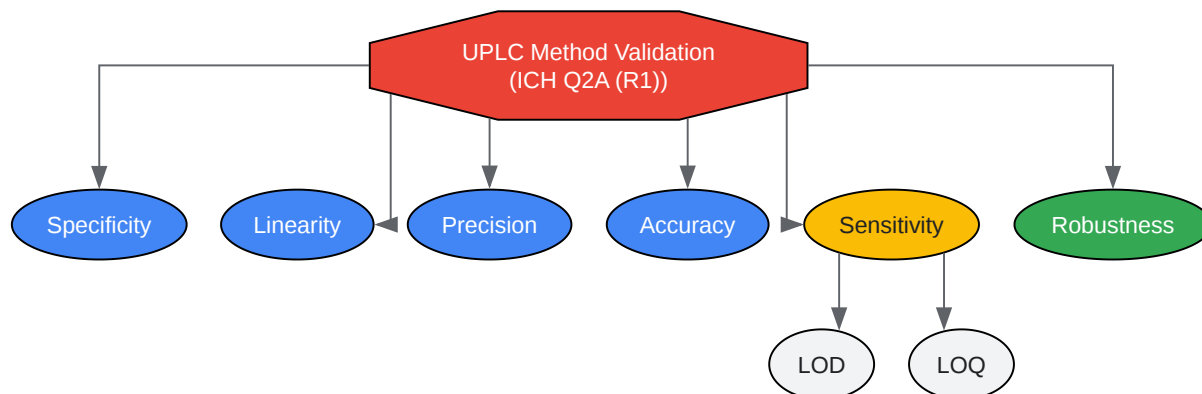 UPLC Method Validation
(ICH Q2A (R1))
Specificity
Linearity
Precision
Accuracy
Sensitivity
Robustness
LOD
LOQ